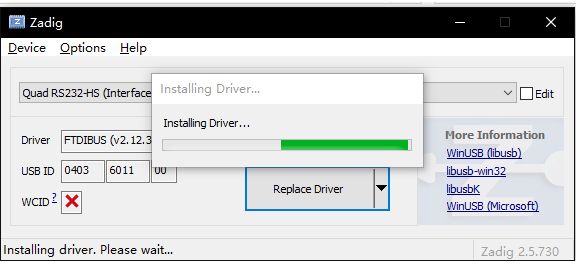 Zadig
Device Options Help
Quad RS232-HS (Interface
Edit
Installing Driver...
Installing Driver...
Driver FTDIBUS (v2.12.3
USB ID 0403 6011 00
WCID ?
Replace Driver
More Information
WinUSB (libusb)
libusb-win32
libusbK
WinUSB (Microsoft)
Installing driver. Please wait...
Zadig 2.5.730